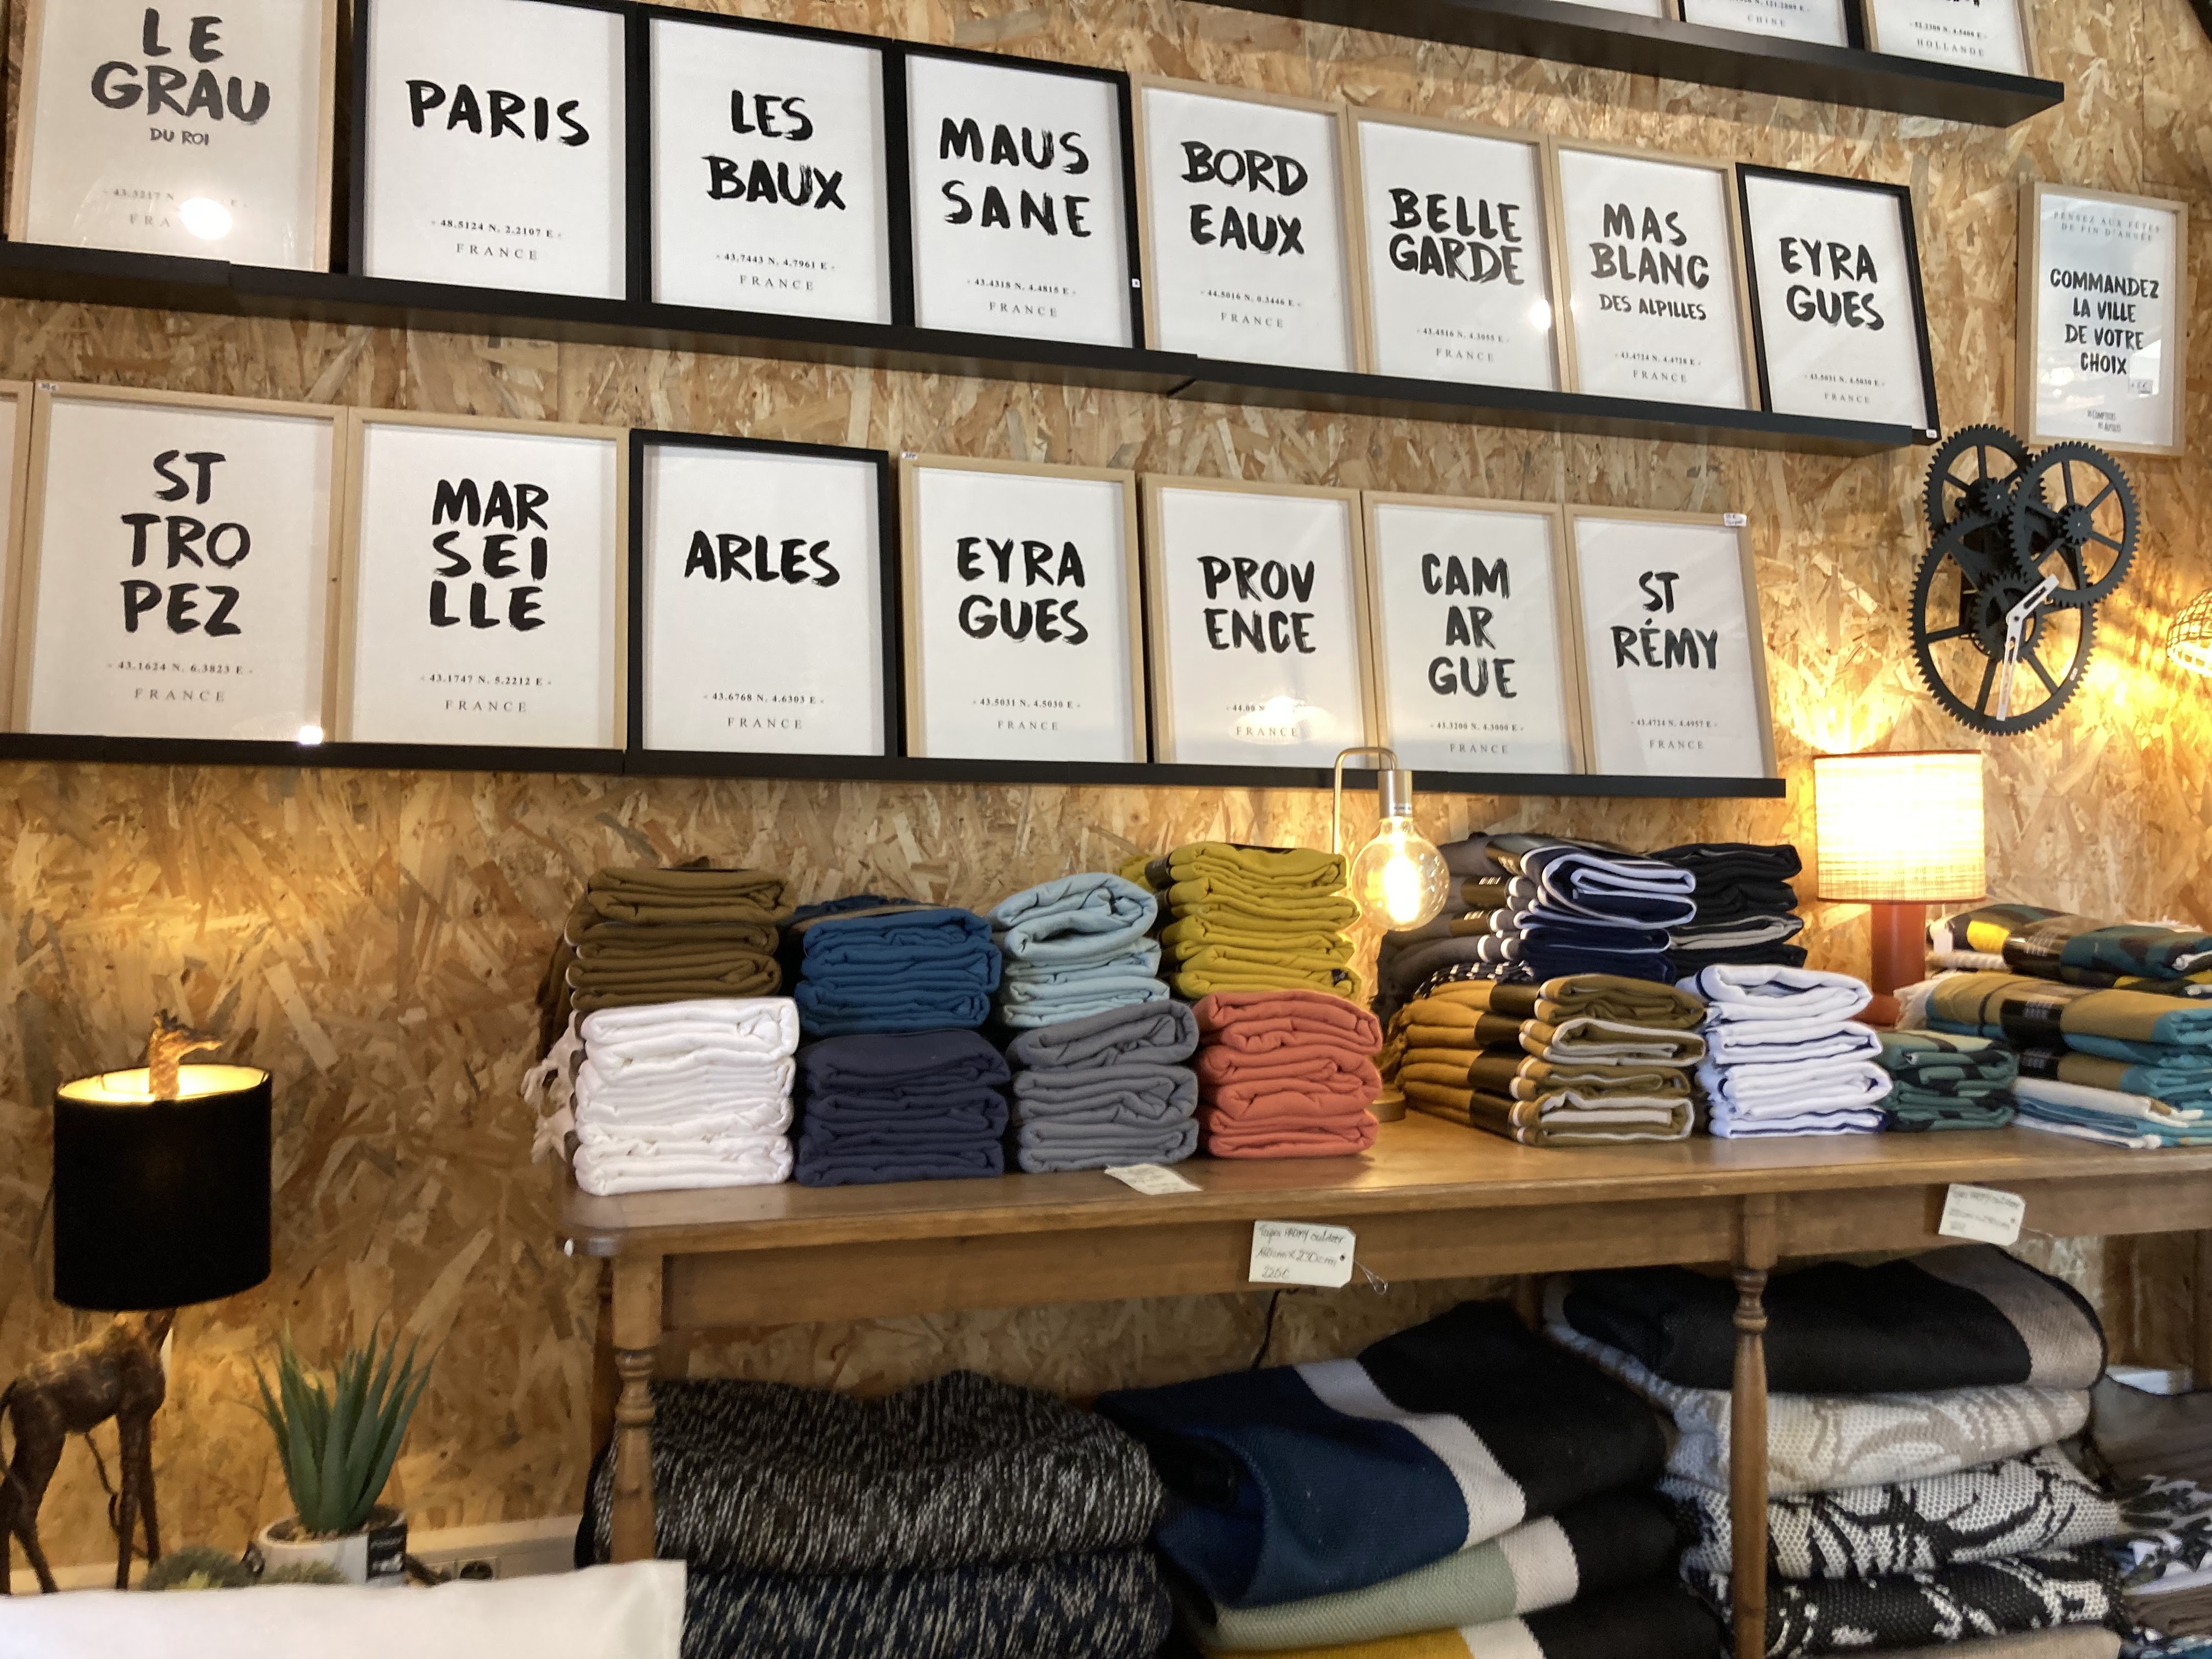 CHINE
HOLLANDE
LE
GRAU
DU ROI
PARIS
- 48.5124 N. 2.2107 E -
FRANCE
LES
BAUX
- 43.7443 N. 4.7961 E -
FRANCE
MAUS
SANE
- 43.4318 N. 4.4815 E -
FRANCE
BORD
EAUX
- 44.5016 N. 0.3446 E -
FRANCE
BELLE
GARDE
- 43.4516 N. 4.3055 E -
FRANCE
MAS
BLANC
DES ALPILLES
- 43.4724 N. 4.4728 E -
FRANCE
EYRA
GUES
- 43.5031 N. 4.5030 E -
FRANCE
PENSEZ AUX FÊTES
DE FIN D'ANNÉE
COMMANDEZ
LA VILLE
DE VOTRE
CHOIX
ST
TRO
PEZ
- 43.1624 N. 6.3823 E -
FRANCE
MAR
SEI
LLE
- 43.1747 N. 5.2212 E -
FRANCE
ARLES
- 43.6768 N. 4.6303 E -
FRANCE
EYRA
GUES
- 43.5031 N. 4.5030 E -
FRANCE
PROV
ENCE
FRANCE
CAM
AR
GUE
- 43.3200 N. 4.3000 E -
FRANCE
ST
RÉMY
- 43.4724 N. 4.4957 E -
FRANCE
outdoor